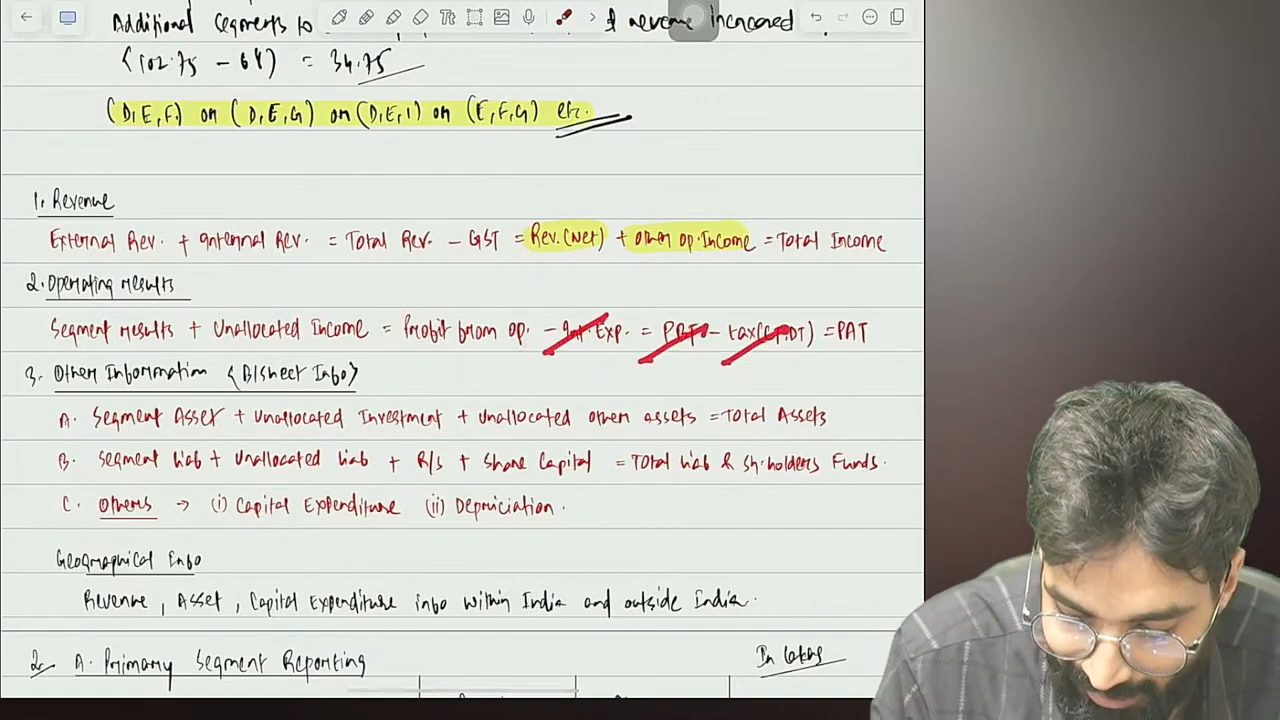 Additional Segments to & revenue increased
(102.75 - 68) = 34.75
(D,E,F) or (D,E,G) or (D,E,I) or (E,F,G) etc.
1. Revenue
External Rev. + Internal Rev. = Total Rev. - GST = Rev.(Net) + Other op. Income = Total Income
2. Operating results
Segment results + Unallocated Income = Profit from op. - Int. Exp. = PBT - tax(CT,DT) = PAT
3. Other Information (B/Sheet Info)
A. Segment Asset + Unallocated Investment + Unallocated other assets = Total Assets
B. Segment Liab + Unallocated Liab + R/S + Share Capital = Total Liab & Sh.holders Funds.
C. Others → (i) Capital Expenditure (ii) Depriciation.
Geographical Info
Revenue, Asset, Capital Expenditure info within India and outside India.
2. A. Primary Segment Reporting In Lakhs